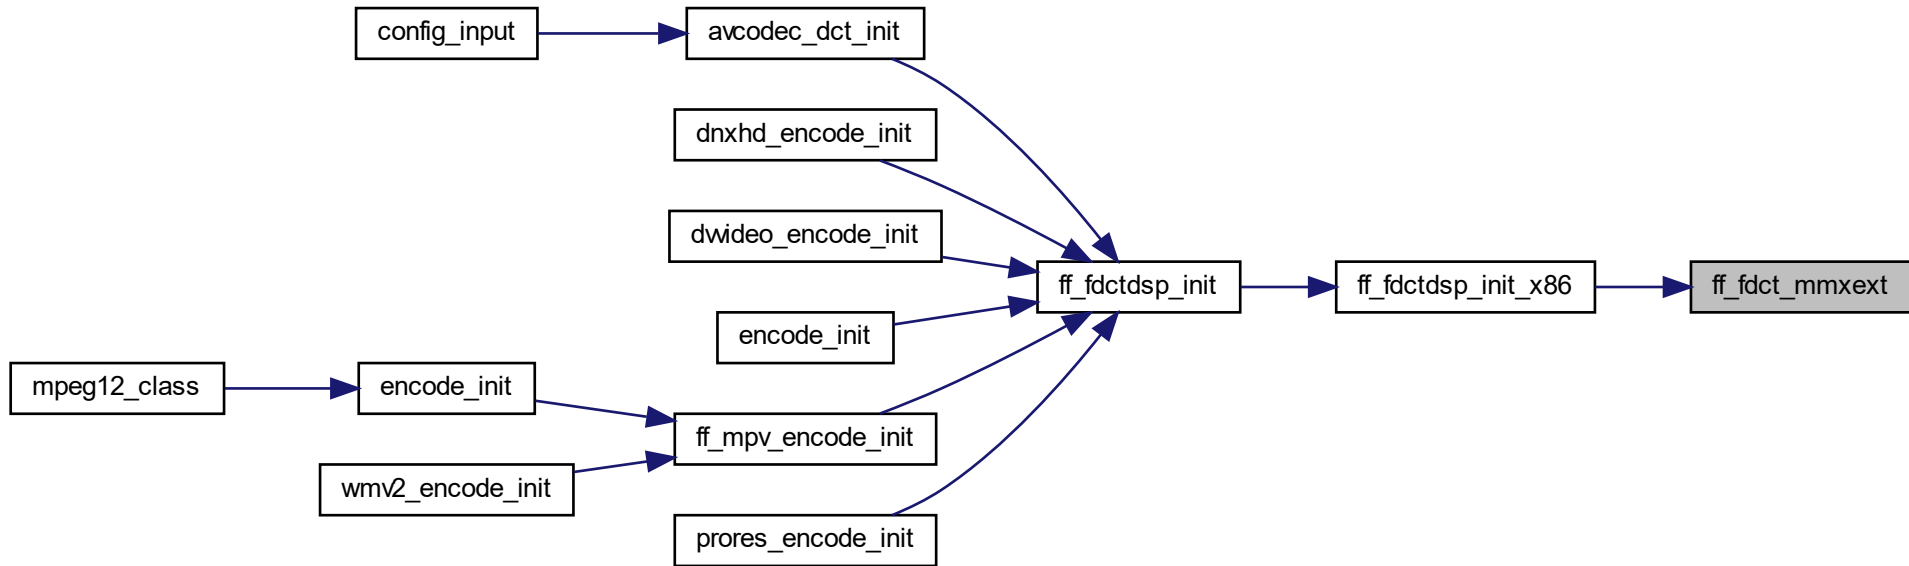 config_input
avcodec_dct_init
dnxhd_encode_init
dvvideo_encode_init
ff_fdctdsp_init
ff_fdctdsp_init_x86
ff_fdct_mmxext
encode_init
mpeg12_class
encode_init
ff_mpv_encode_init
wmv2_encode_init
prores_encode_init